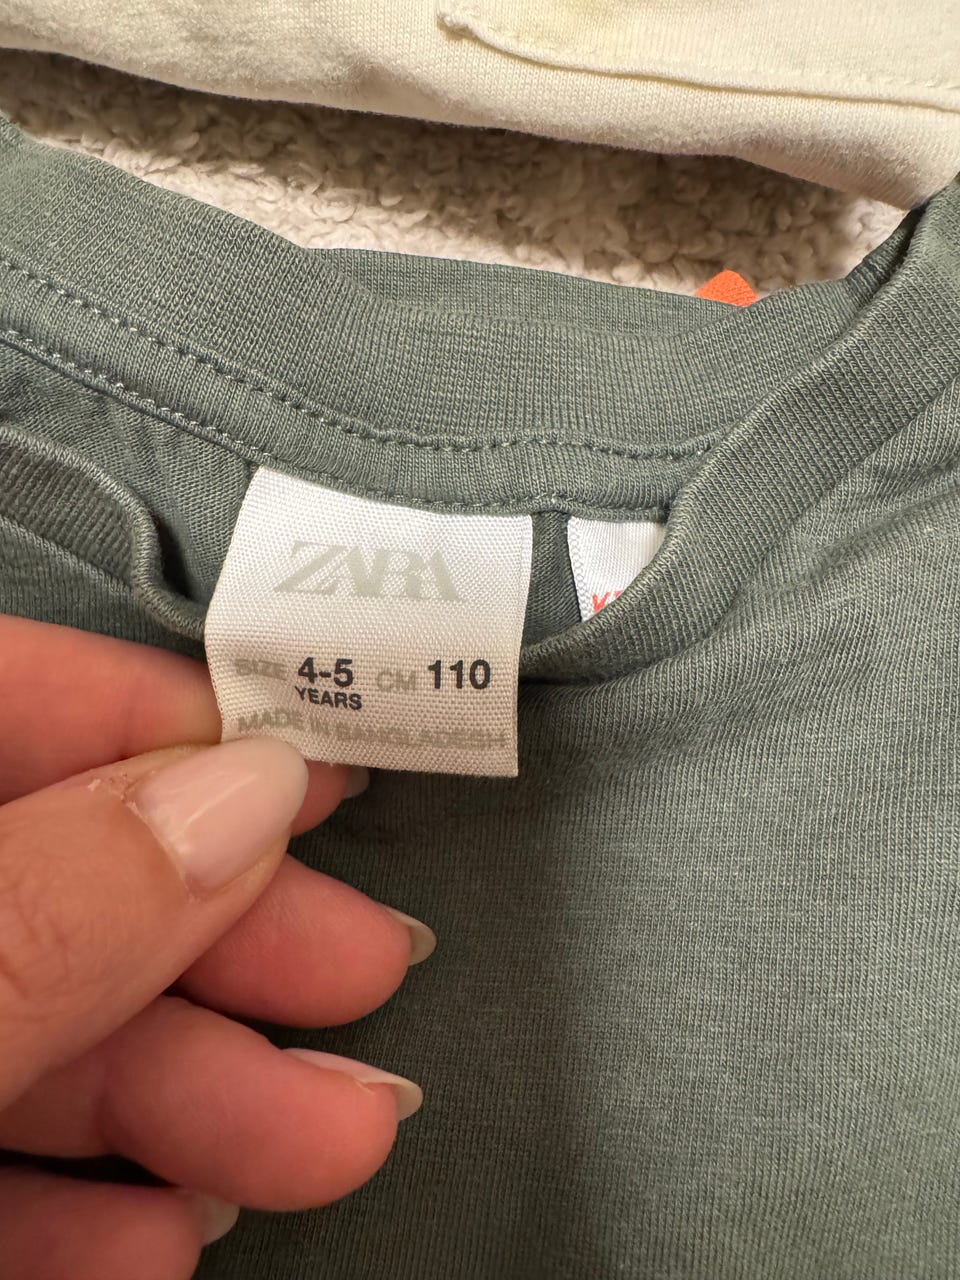 ZARA
SIZE 4-5 CM 110
YEARS
MADE IN BANGLADESH